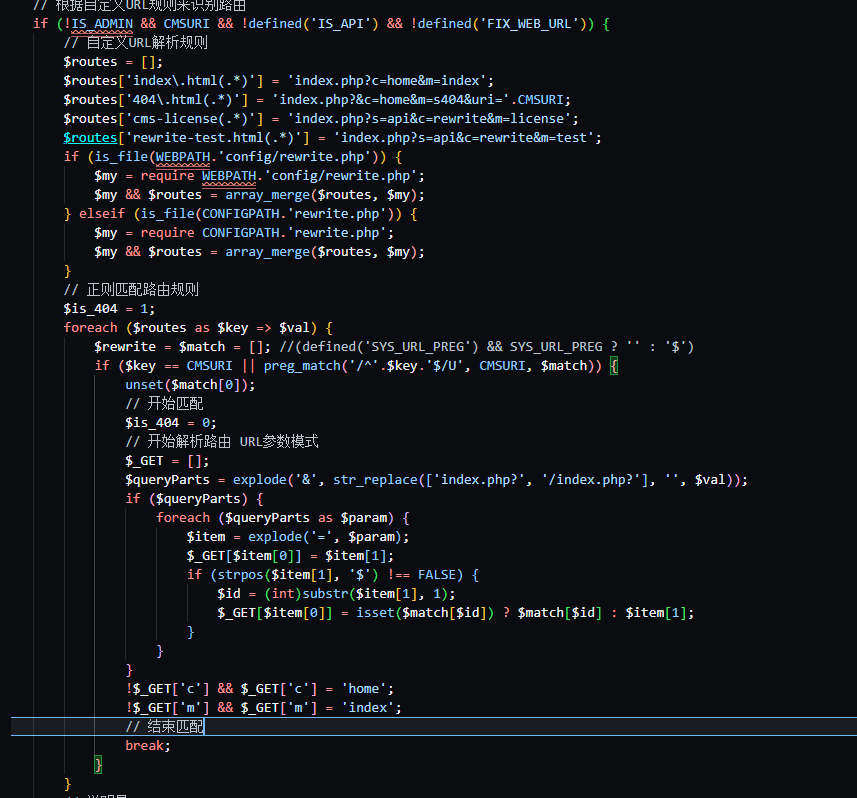 // 根据自定义URL规则来识别路由
if (!IS_ADMIN && CMSURI && !defined('IS_API') && !defined('FIX_WEB_URL')) {
// 自定义URL解析规则
$routes = [];
$routes['index\.html(.*)'] = 'index.php?c=home&m=index';
$routes['404\.html(.*)'] = 'index.php?&c=home&m=s404&uri='.CMSURI;
$routes['cms-license(.*)'] = 'index.php?s=api&c=rewrite&m=license';
$routes['rewrite-test.html(.*)'] = 'index.php?s=api&c=rewrite&m=test';
if (is_file(WEBPATH.'config/rewrite.php')) {
$my = require WEBPATH.'config/rewrite.php';
$my && $routes = array_merge($routes, $my);
} elseif (is_file(CONFIGPATH.'rewrite.php')) {
$my = require CONFIGPATH.'rewrite.php';
$my && $routes = array_merge($routes, $my);
}
// 正则匹配路由规则
$is_404 = 1;
foreach ($routes as $key => $val) {
$rewrite = $match = []; //(defined('SYS_URL_PREG') && SYS_URL_PREG ? '' : '$')
if ($key == CMSURI || preg_match('/^'.$key.'$/U', CMSURI, $match)) {
unset($match[0]);
// 开始匹配
$is_404 = 0;
// 开始解析路由 URL参数模式
$_GET = [];
$queryParts = explode('&', str_replace(['index.php?', '/index.php?'], '', $val));
if ($queryParts) {
foreach ($queryParts as $param) {
$item = explode('=', $param);
$_GET[$item[0]] = $item[1];
if (strpos($item[1], '$') !== FALSE) {
$id = (int)substr($item[1], 1);
$_GET[$item[0]] = isset($match[$id]) ? $match[$id] : $item[1];
}
}
}
!$_GET['c'] && $_GET['c'] = 'home';
!$_GET['m'] && $_GET['m'] = 'index';
// 结束匹配
break;
}
}